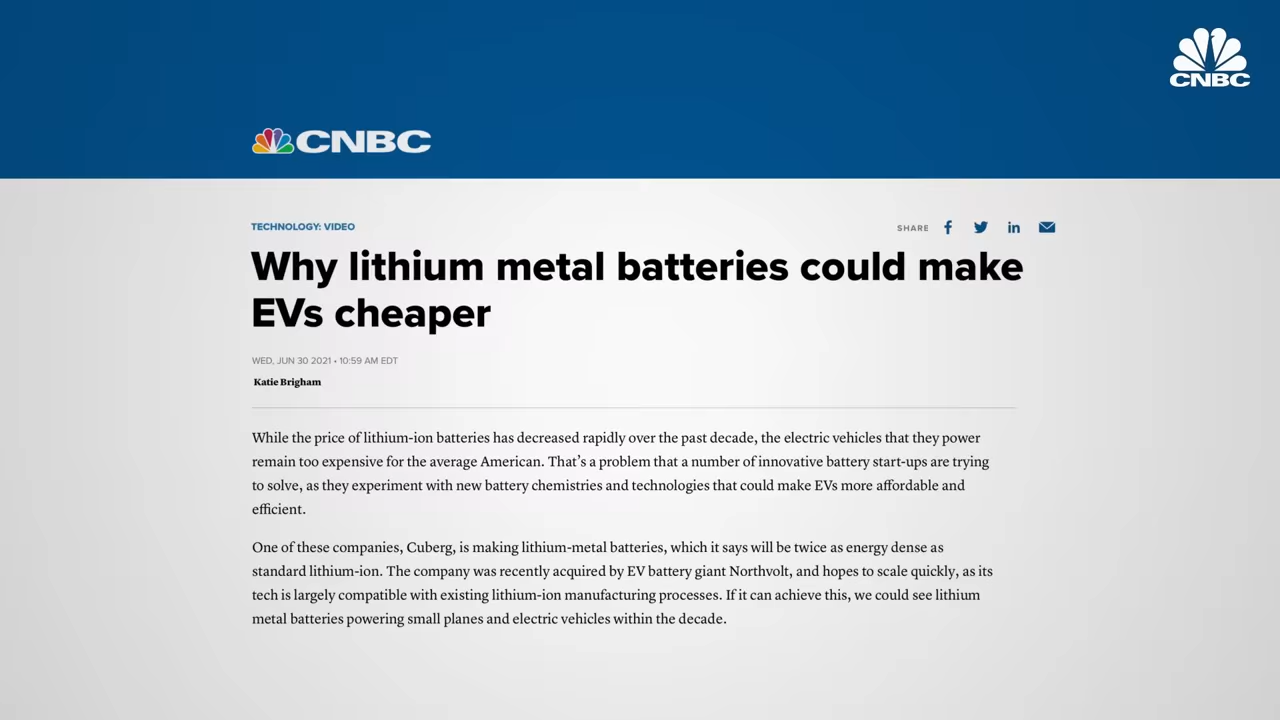 CNBC
CNBC
TECHNOLOGY: VIDEO
SHARE
Why lithium metal batteries could make
EVs cheaper
WED, JUN 30 2021 • 10:59 AM EDT
Katie Brigham
While the price of lithium-ion batteries has decreased rapidly over the past decade, the electric vehicles that they power
remain too expensive for the average American. That’s a problem that a number of innovative battery start-ups are trying
to solve, as they experiment with new battery chemistries and technologies that could make EVs more affordable and
efficient.
One of these companies, Cuberg, is making lithium-metal batteries, which it says will be twice as energy dense as
standard lithium-ion. The company was recently acquired by EV battery giant Northvolt, and hopes to scale quickly, as its
tech is largely compatible with existing lithium-ion manufacturing processes. If it can achieve this, we could see lithium
metal batteries powering small planes and electric vehicles within the decade.